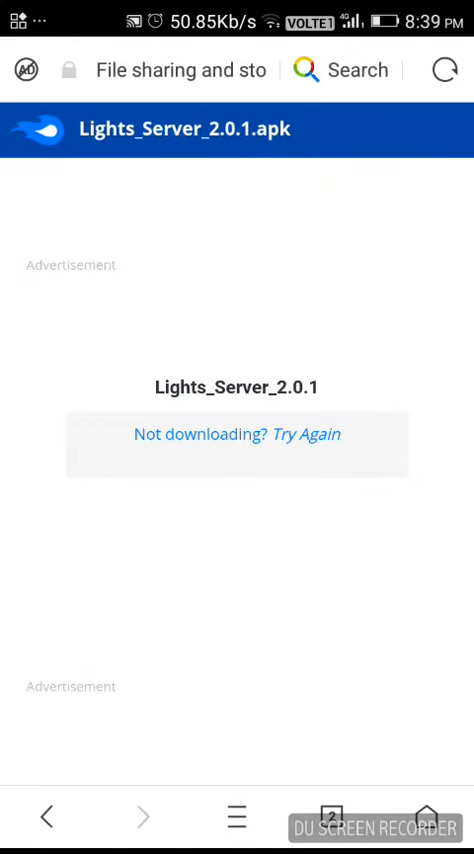 50.85Kb/s VOLTE1 4G 8:39 PM
AD File sharing and sto Search
Lights_Server_2.0.1.apk
Advertisement
Lights_Server_2.0.1
Not downloading? Try Again
Advertisement
2
DU SCREEN RECORDER